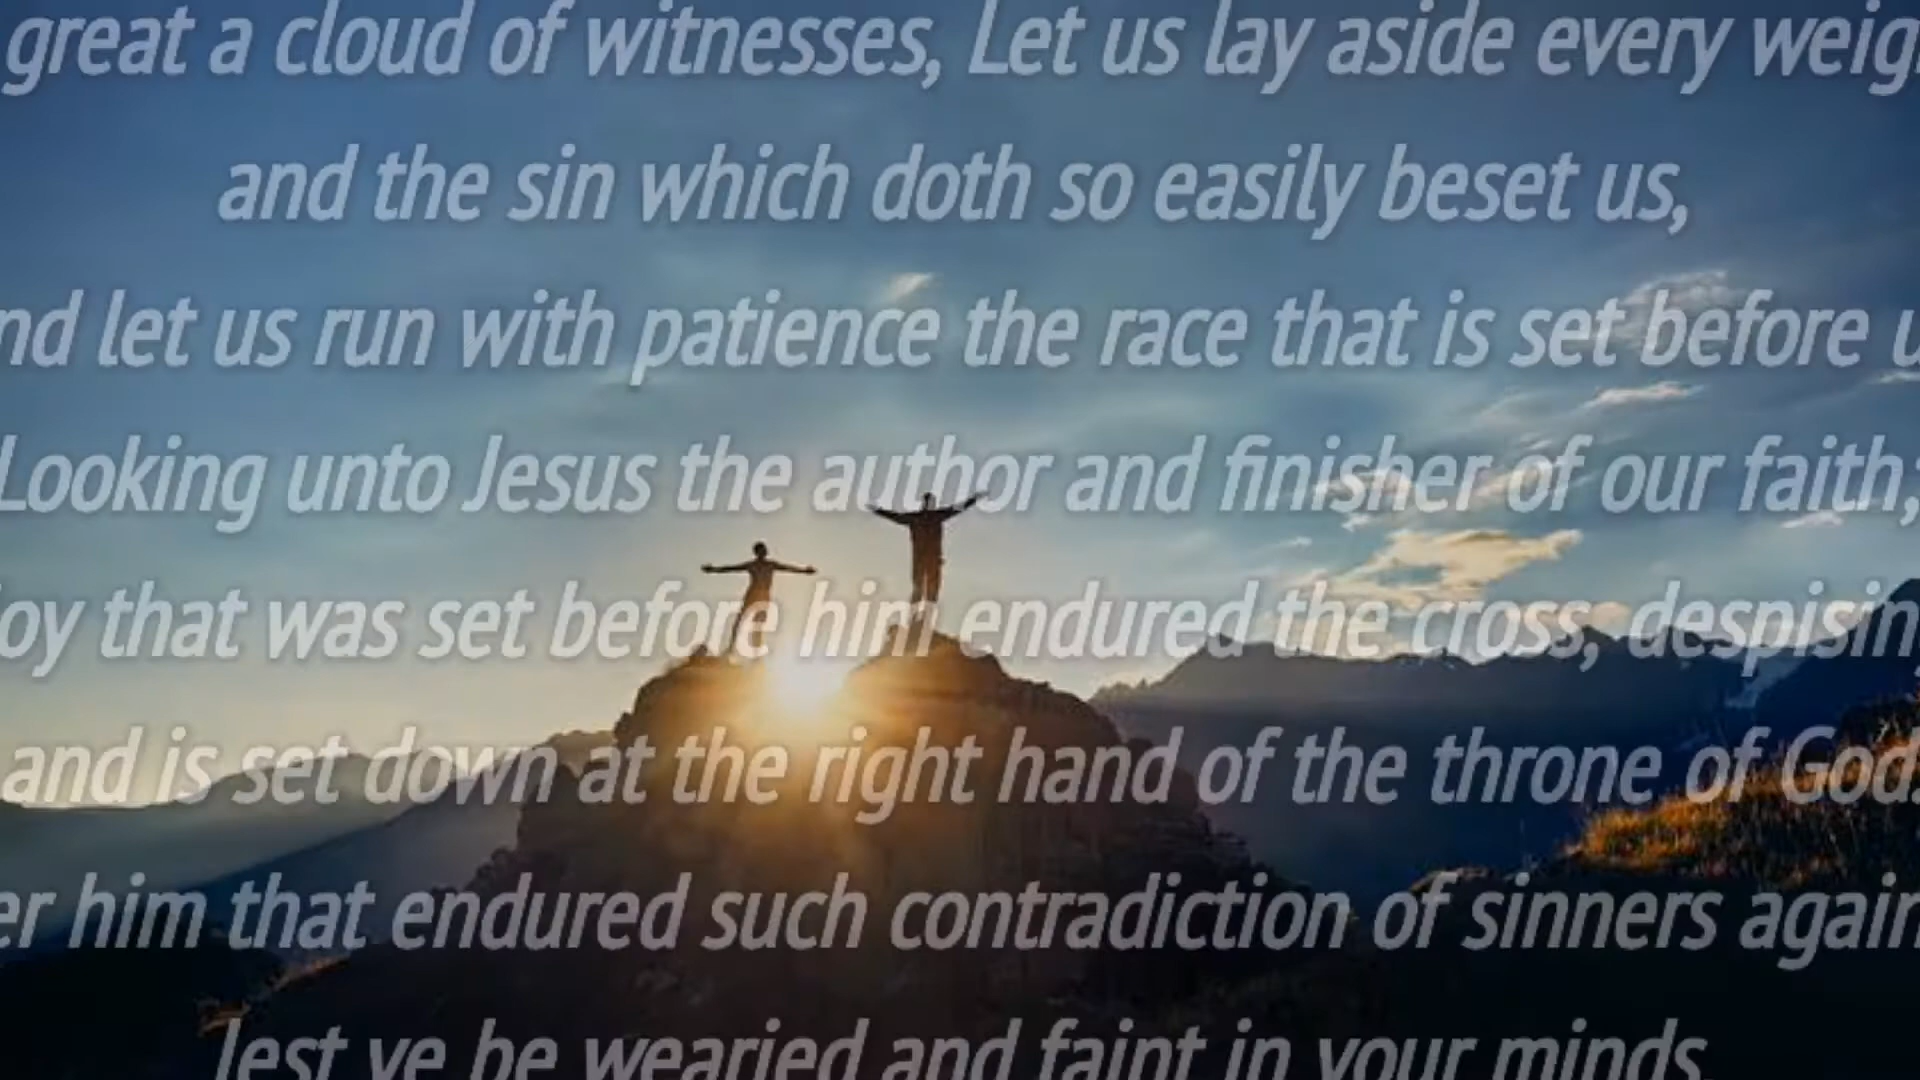 great a cloud of witnesses, Let us lay aside every weig
and the sin which doth so easily beset us,
nd let us run with patience the race that is set before u
Looking unto Jesus the author and finisher of our faith;
oy that was set before him endured the cross, despisin
and is set down at the right hand of the throne of God.
er him that endured such contradiction of sinners again
lest ye be wearied and faint in your minds